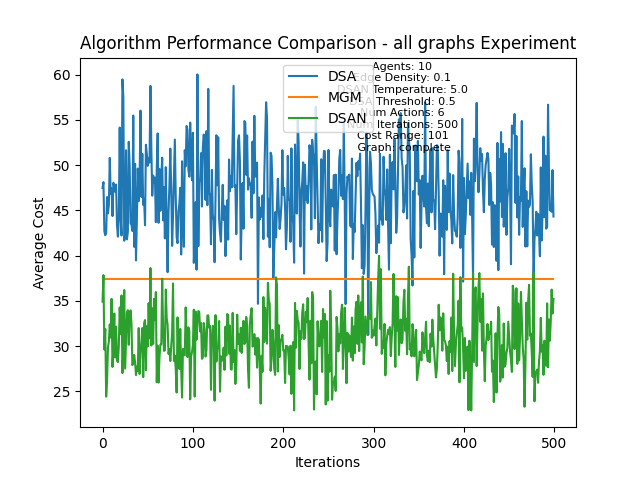 Algorithm Performance Comparison - all graphs Experiment
DSA
MGM
DSAN
Agents: 10
Edge Density: 0.1
DSAN Temperature: 5.0
DSA Threshold: 0.5
Num Actions: 6
Num Iterations: 500
Cost Range: 101
Graph: complete
60
55
50
45
40
35
30
25
Average Cost
0
100
200
300
400
500
Iterations